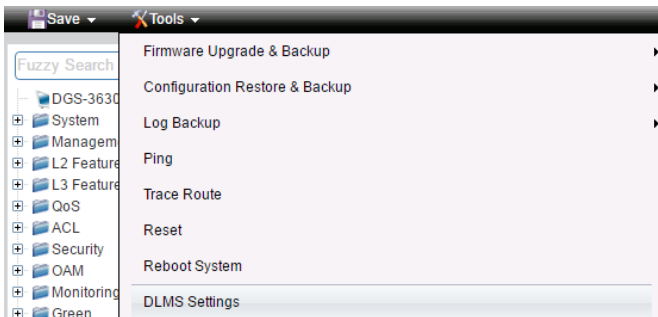 Save Tools
Fuzzy Search
DGS-3630
System
Managem
L2 Feature
L3 Feature
QoS
ACL
Security
OAM
Monitoring
Green
Firmware Upgrade & Backup
Configuration Restore & Backup
Log Backup
Ping
Trace Route
Reset
Reboot System
DLMS Settings